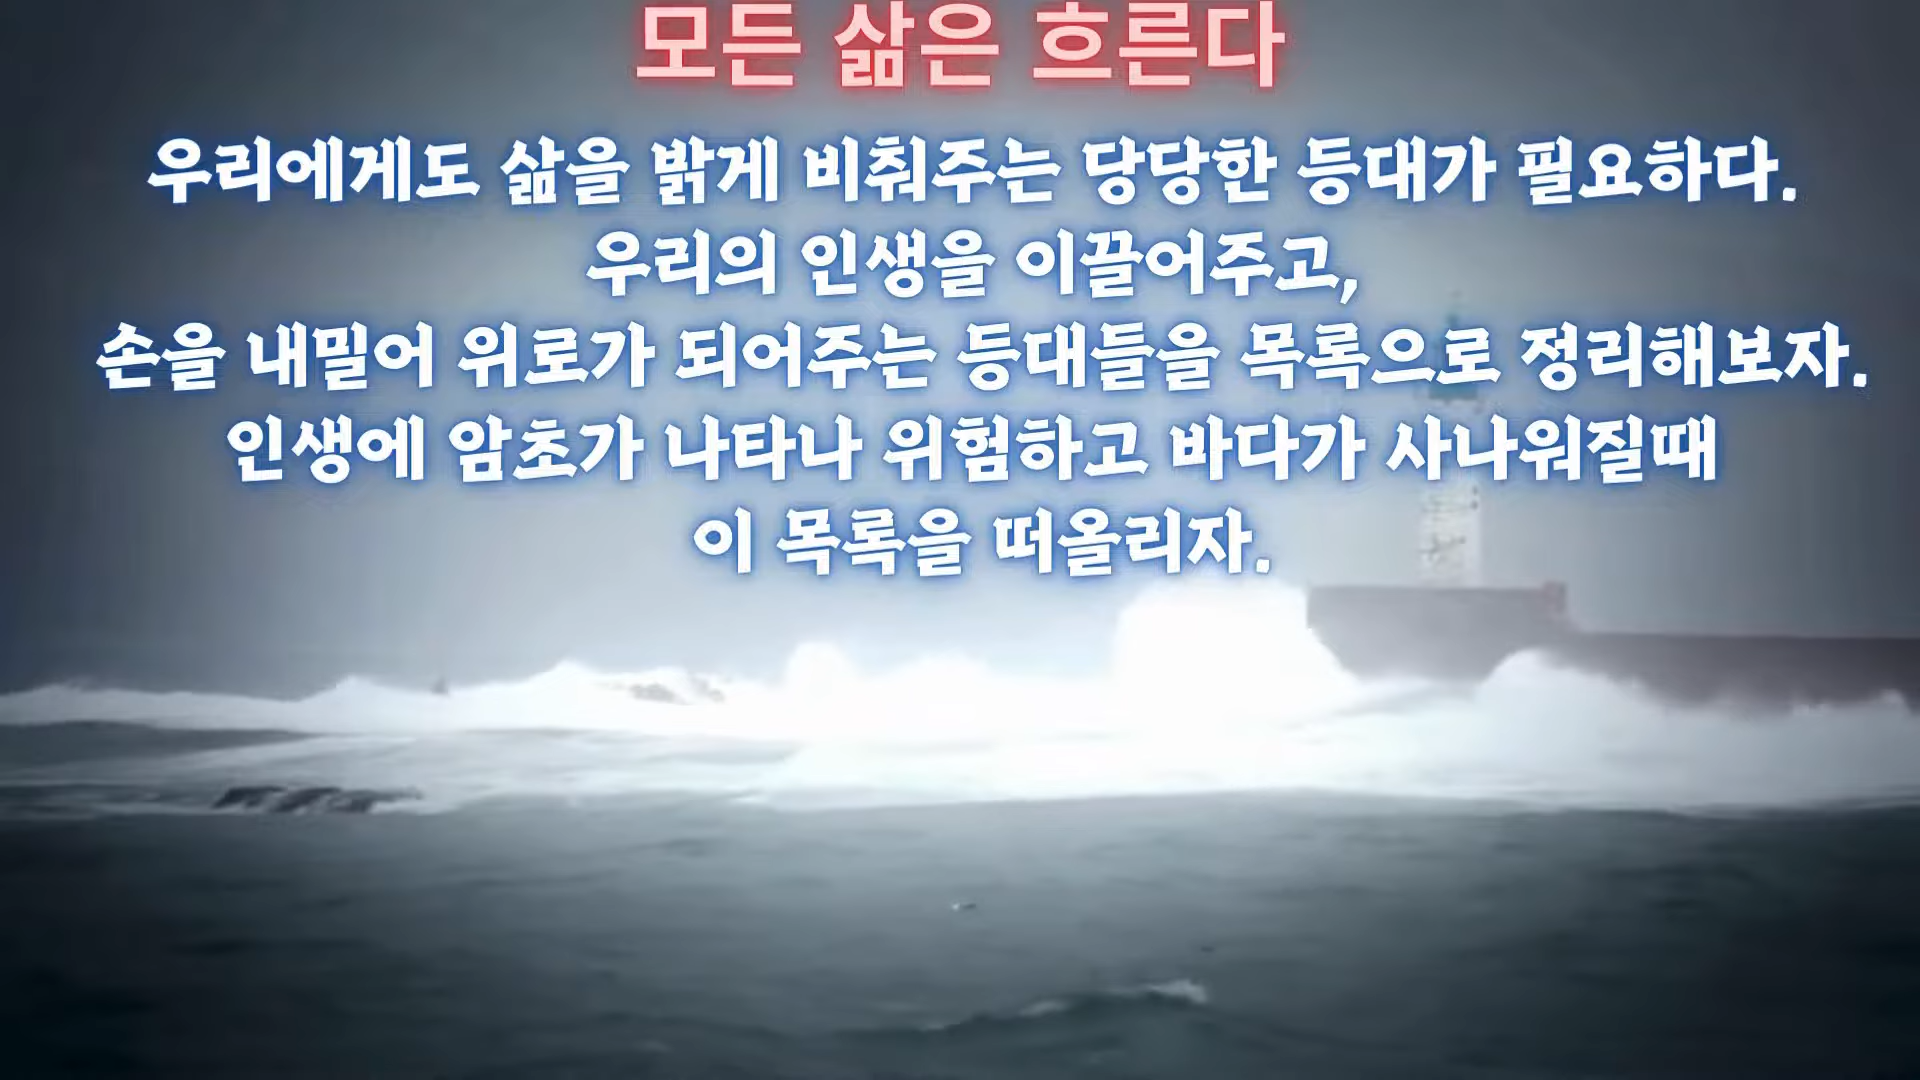 모든 삶은 흐른다
우리에게도 삶을 밝게 비춰주는 당당한 등대가 필요하다.
우리의 인생을 이끌어주고,
손을 내밀어 위로가 되어주는 등대들을 목록으로 정리해보자.
인생에 암초가 나타나 위험하고 바다가 사나워질때
이 목록을 떠올리자.